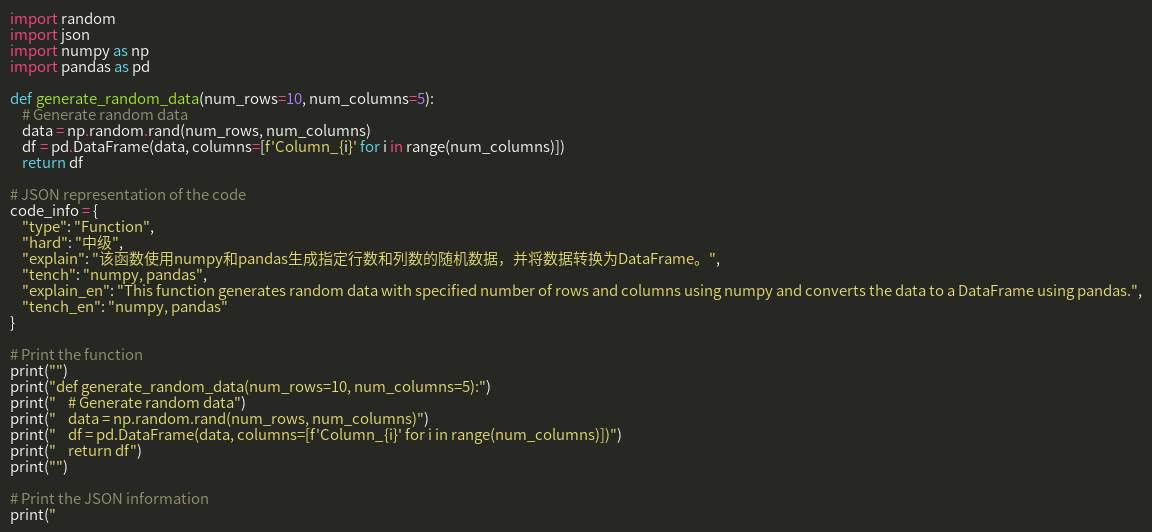 import random
import json
import numpy as np
import pandas as pd
def generate_random_data(num_rows=10, num_columns=5):
    # Generate random data
    data = np.random.rand(num_rows, num_columns)
    df = pd.DataFrame(data, columns=[f'Column_{i}' for i in range(num_columns)])
    return df
# JSON representation of the code
code_info = {
    "type": "Function",
    "hard": "中级",
    "explain": "该函数使用numpy和pandas生成指定行数和列数的随机数据，并将数据转换为DataFrame。",
    "tench": "numpy, pandas",
    "explain_en": "This function generates random data with specified number of rows and columns using numpy and converts the data to a DataFrame using pandas.",
    "tench_en": "numpy, pandas"
}
# Print the function
print("")
print("def generate_random_data(num_rows=10, num_columns=5):")
print("    # Generate random data")
print("    data = np.random.rand(num_rows, num_columns)")
print("    df = pd.DataFrame(data, columns=[f'Column_{i}' for i in range(num_columns)])")
print("    return df")
print("")
# Print the JSON information
print("